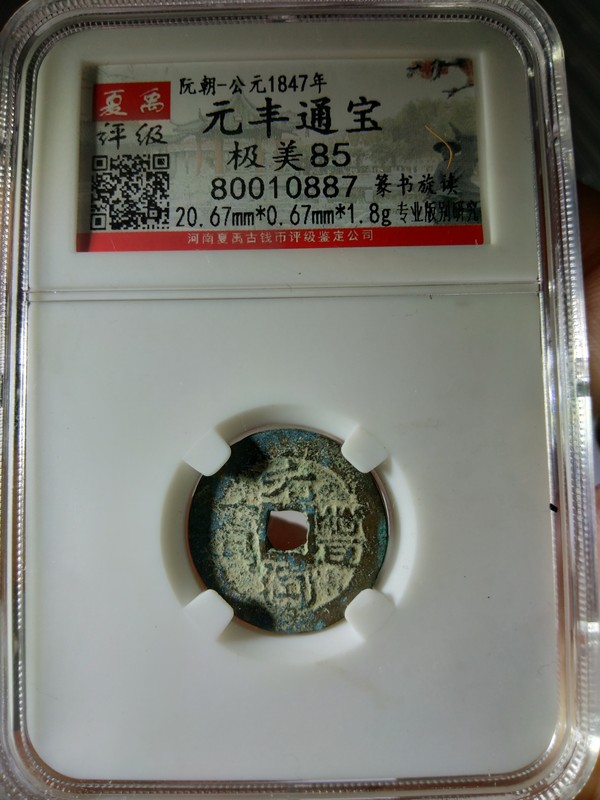 夏禹
评级
阮朝-公元1847年
元丰通宝
极美85
80010887 篆书旋读
20.67mm*0.67mm*1.8g 专业版别研究
河南夏禹古钱币评级鉴定公司
元